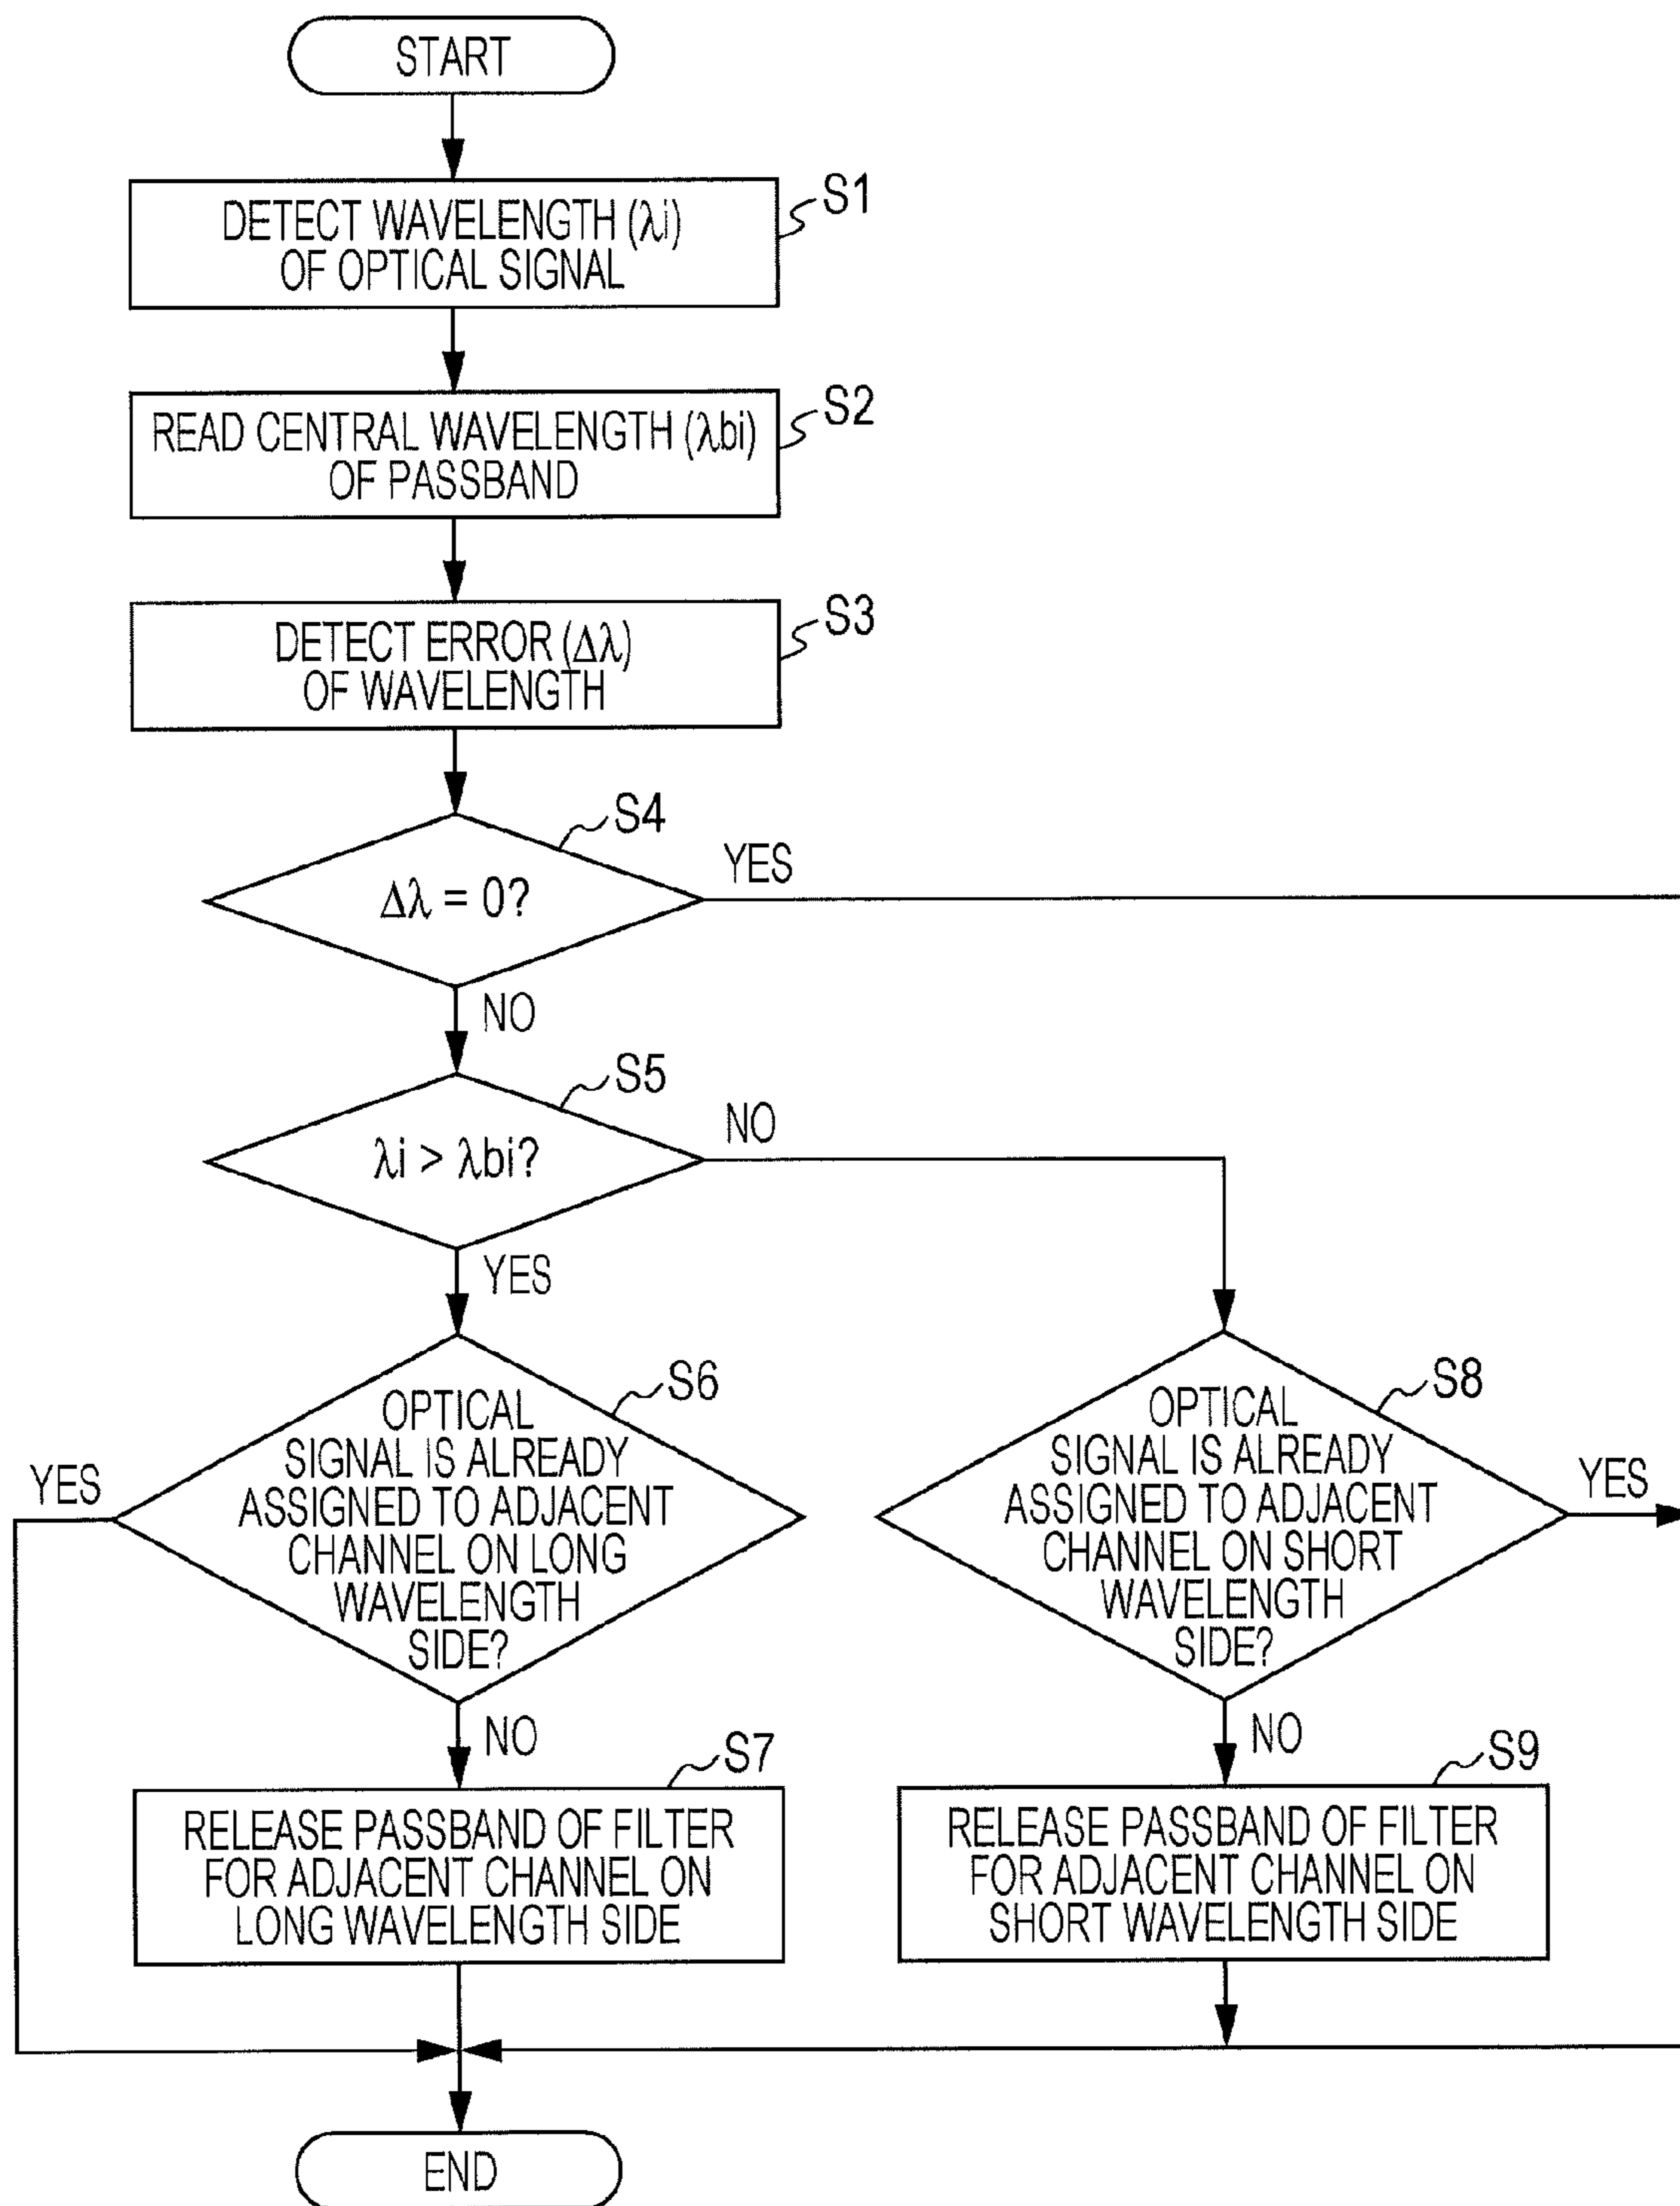 START
DETECT WAVELENGTH (λi)
OF OPTICAL SIGNAL
S1
READ CENTRAL WAVELENGTH (λbi)
OF PASSBAND
S2
DETECT ERROR (Δλ)
OF WAVELENGTH
S3
S4
Δλ = 0?
YES
NO
S5
λi > λbi?
NO
YES
S6
OPTICAL
SIGNAL IS ALREADY
ASSIGNED TO ADJACENT
CHANNEL ON LONG
WAVELENGTH
SIDE?
YES
NO
S8
OPTICAL
SIGNAL IS ALREADY
ASSIGNED TO ADJACENT
CHANNEL ON SHORT
WAVELENGTH
SIDE?
YES
NO
S7
RELEASE PASSBAND OF FILTER
FOR ADJACENT CHANNEL ON
LONG WAVELENGTH SIDE
S9
RELEASE PASSBAND OF FILTER
FOR ADJACENT CHANNEL ON
SHORT WAVELENGTH SIDE
END